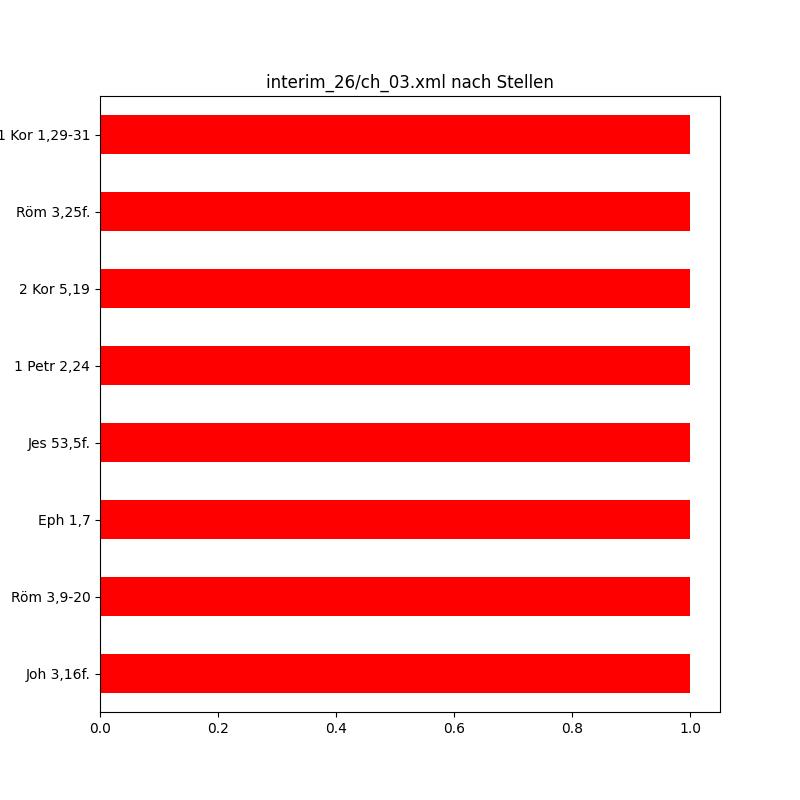 interim_26/ch_03.xml nach Stellen
1 Kor 1,29-31
Röm 3,25f.
2 Kor 5,19
1 Petr 2,24
Jes 53,5f.
Eph 1,7
Röm 3,9-20
Joh 3,16f.
0.0 0.2 0.4 0.6 0.8 1.0